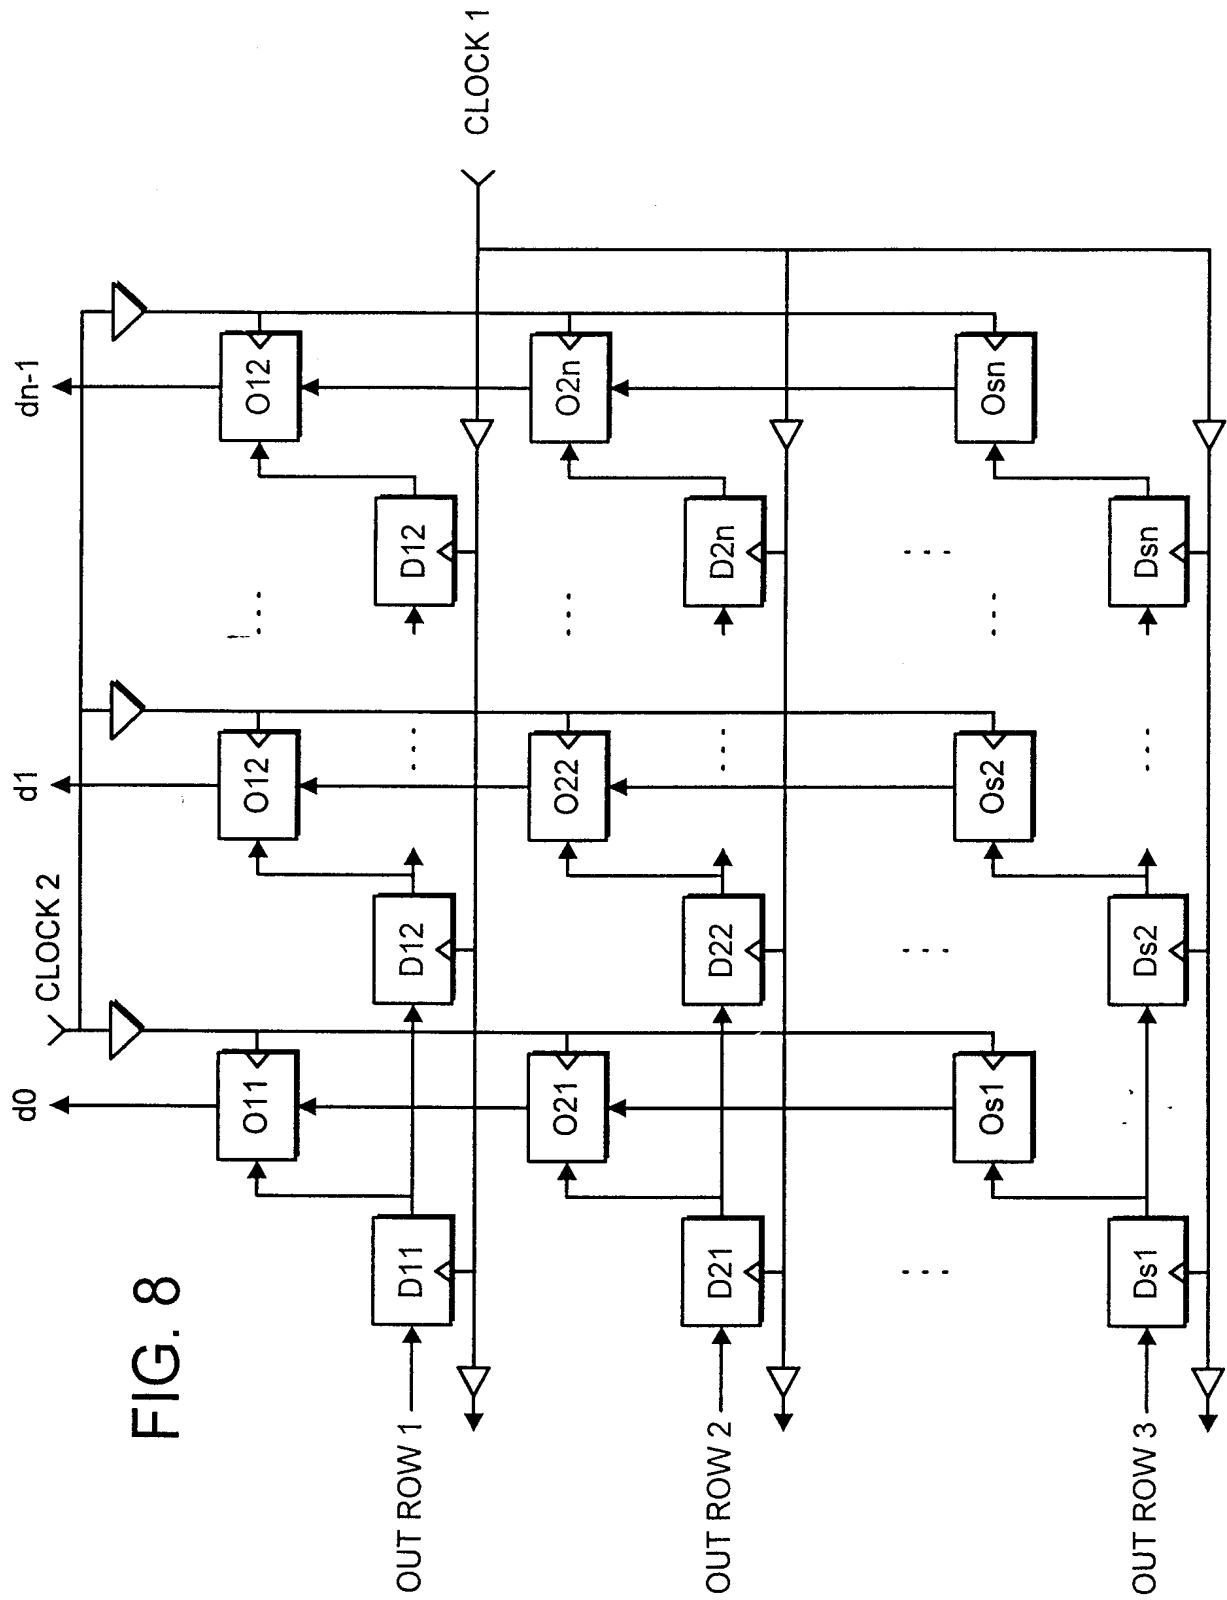 FIG. 8
CLOCK 2
CLOCK 1
d0
d1
dn-1
O11
O12
O12
OUT ROW 1
D11
D12
D12
O21
O22
O2n
OUT ROW 2
D21
D22
D2n
Os1
Os2
Osn
OUT ROW 3
Ds1
Ds2
Dsn